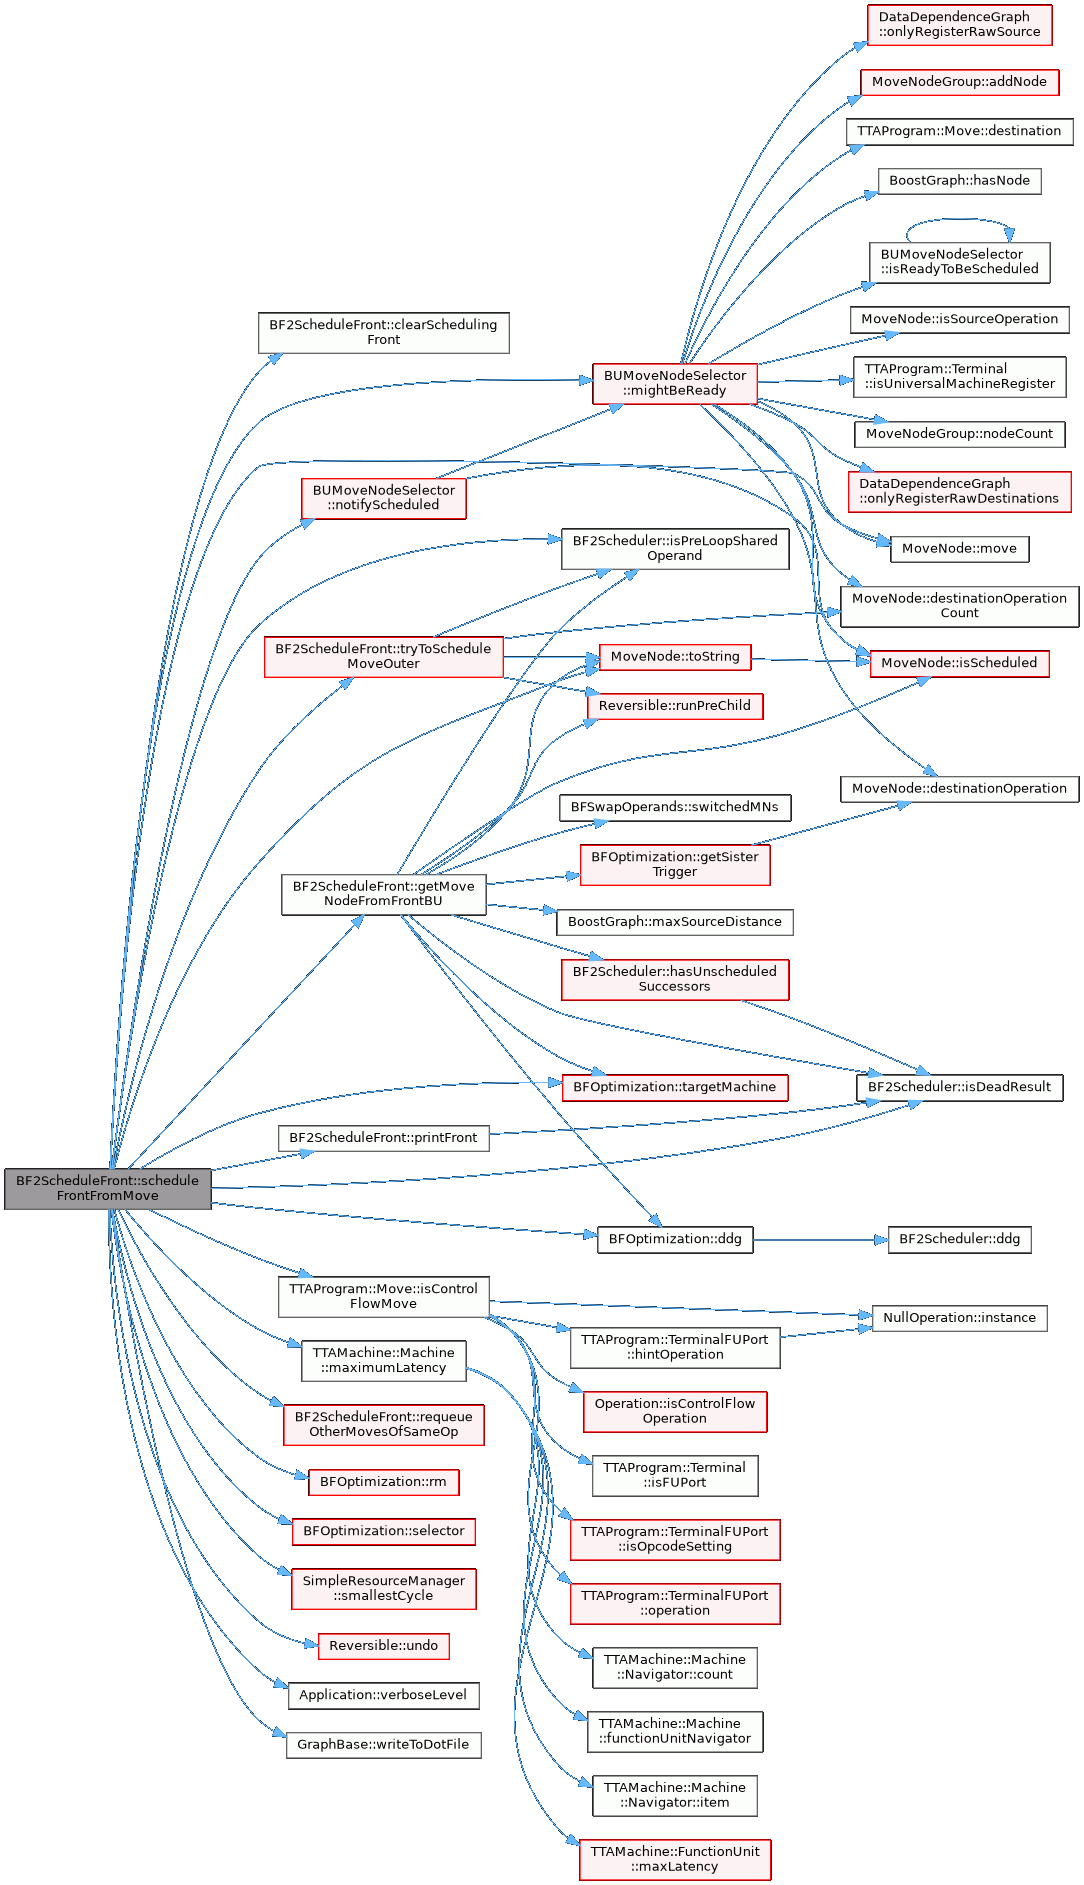 DataDependenceGraph
::onlyRegisterRawSource
MoveNodeGroup::addNode
TTAProgram::Move::destination
BoostGraph::hasNode
BUMoveNodeSelector
::isReadyToBeScheduled
MoveNode::isSourceOperation
BF2ScheduleFront::clearScheduling
Front
BUMoveNodeSelector
::mightBeReady
TTAProgram::Terminal
::isUniversalMachineRegister
MoveNodeGroup::nodeCount
BUMoveNodeSelector
::notifyScheduled
DataDependenceGraph
::onlyRegisterRawDestinations
BF2Scheduler::isPreLoopShared
Operand
MoveNode::move
MoveNode::destinationOperation
Count
BF2ScheduleFront::tryToSchedule
MoveOuter
MoveNode::toString
MoveNode::isScheduled
Reversible::runPreChild
MoveNode::destinationOperation
BFSwapOperands::switchedMNs
BFOptimization::getSister
Trigger
BF2ScheduleFront::getMove
NodeFromFrontBU
BoostGraph::maxSourceDistance
BF2Scheduler::hasUnscheduled
Successors
BFOptimization::targetMachine
BF2Scheduler::isDeadResult
BF2ScheduleFront::printFront
BF2ScheduleFront::schedule
FrontFromMove
BFOptimization::ddg
BF2Scheduler::ddg
TTAProgram::Move::isControl
FlowMove
NullOperation::instance
TTAProgram::TerminalFUPort
::hintOperation
TTAMachine::Machine
::maximumLatency
Operation::isControlFlow
Operation
BF2ScheduleFront::requeue
OtherMovesOfSameOp
BFOptimization::rm
TTAProgram::Terminal
::isFUPort
BFOptimization::selector
TTAProgram::TerminalFUPort
::isOpcodeSetting
SimpleResourceManager
::smallestCycle
TTAProgram::TerminalFUPort
::operation
Reversible::undo
TTAMachine::Machine
::Navigator::count
Application::verboseLevel
TTAMachine::Machine
::functionUnitNavigator
GraphBase::writeToDotFile
TTAMachine::Machine
::Navigator::item
TTAMachine::FunctionUnit
::maxLatency